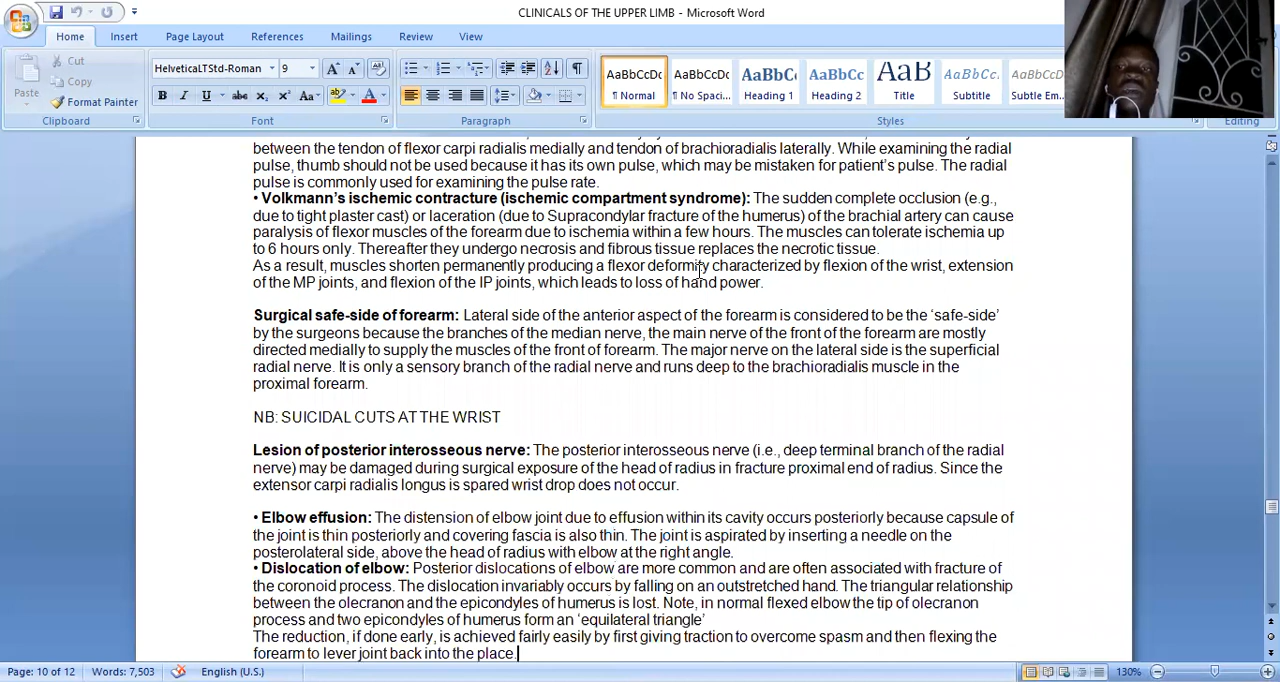 CLINICALS OF THE UPPER LIMB - Microsoft Word
Home Insert Page Layout References Mailings Review View
Paste
Cut
Copy
Format Painter
Clipboard
HelveticaLTStd-Roman 9
Font
Paragraph
AaBbCcDc AaBbCcDc AaBbC AaBbCc AaB AaBbCc. AaBbCcDc
¶ Normal ¶ No Spaci... Heading 1 Heading 2 Title Subtitle Subtle Em...
Styles
Editing
between the tendon of flexor carpi radialis medially and tendon of brachioradialis laterally. While examining the radial
pulse, thumb should not be used because it has its own pulse, which may be mistaken for patient's pulse. The radial
pulse is commonly used for examining the pulse rate.
• Volkmann's ischemic contracture (ischemic compartment syndrome): The sudden complete occlusion (e.g.,
due to tight plaster cast) or laceration (due to Supracondylar fracture of the humerus) of the brachial artery can cause
paralysis of flexor muscles of the forearm due to ischemia within a few hours. The muscles can tolerate ischemia up
to 6 hours only. Thereafter they undergo necrosis and fibrous tissue replaces the necrotic tissue.
As a result, muscles shorten permanently producing a flexor deformity characterized by flexion of the wrist, extension
of the MP joints, and flexion of the IP joints, which leads to loss of hand power.
Surgical safe-side of forearm: Lateral side of the anterior aspect of the forearm is considered to be the ‘safe-side’
by the surgeons because the branches of the median nerve, the main nerve of the front of the forearm are mostly
directed medially to supply the muscles of the front of forearm. The major nerve on the lateral side is the superficial
radial nerve. It is only a sensory branch of the radial nerve and runs deep to the brachioradialis muscle in the
proximal forearm.
NB: SUICIDAL CUTS AT THE WRIST
Lesion of posterior interosseous nerve: The posterior interosseous nerve (i.e., deep terminal branch of the radial
nerve) may be damaged during surgical exposure of the head of radius in fracture proximal end of radius. Since the
extensor carpi radialis longus is spared wrist drop does not occur.
• Elbow effusion: The distension of elbow joint due to effusion within its cavity occurs posteriorly because capsule of
the joint is thin posteriorly and covering fascia is also thin. The joint is aspirated by inserting a needle on the
posterolateral side, above the head of radius with elbow at the right angle.
• Dislocation of elbow: Posterior dislocations of elbow are more common and are often associated with fracture of
the coronoid process. The dislocation invariably occurs by falling on an outstretched hand. The triangular relationship
between the olecranon and the epicondyles of humerus is lost. Note, in normal flexed elbow the tip of olecranon
process and two epicondyles of humerus form an ‘equilateral triangle’
The reduction, if done early, is achieved fairly easily by first giving traction to overcome spasm and then flexing the
forearm to lever joint back into the place.
Page: 10 of 12 Words: 7,503 English (U.S.) 130%